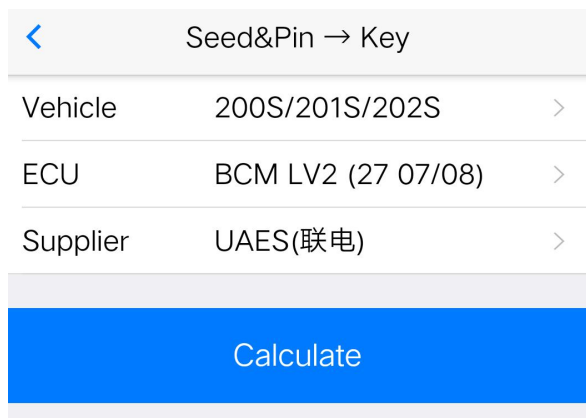 Seed&Pin → Key
Vehicle 200S/201S/202S
ECU BCM LV2 (27 07/08)
Supplier UAES(联电)
Calculate